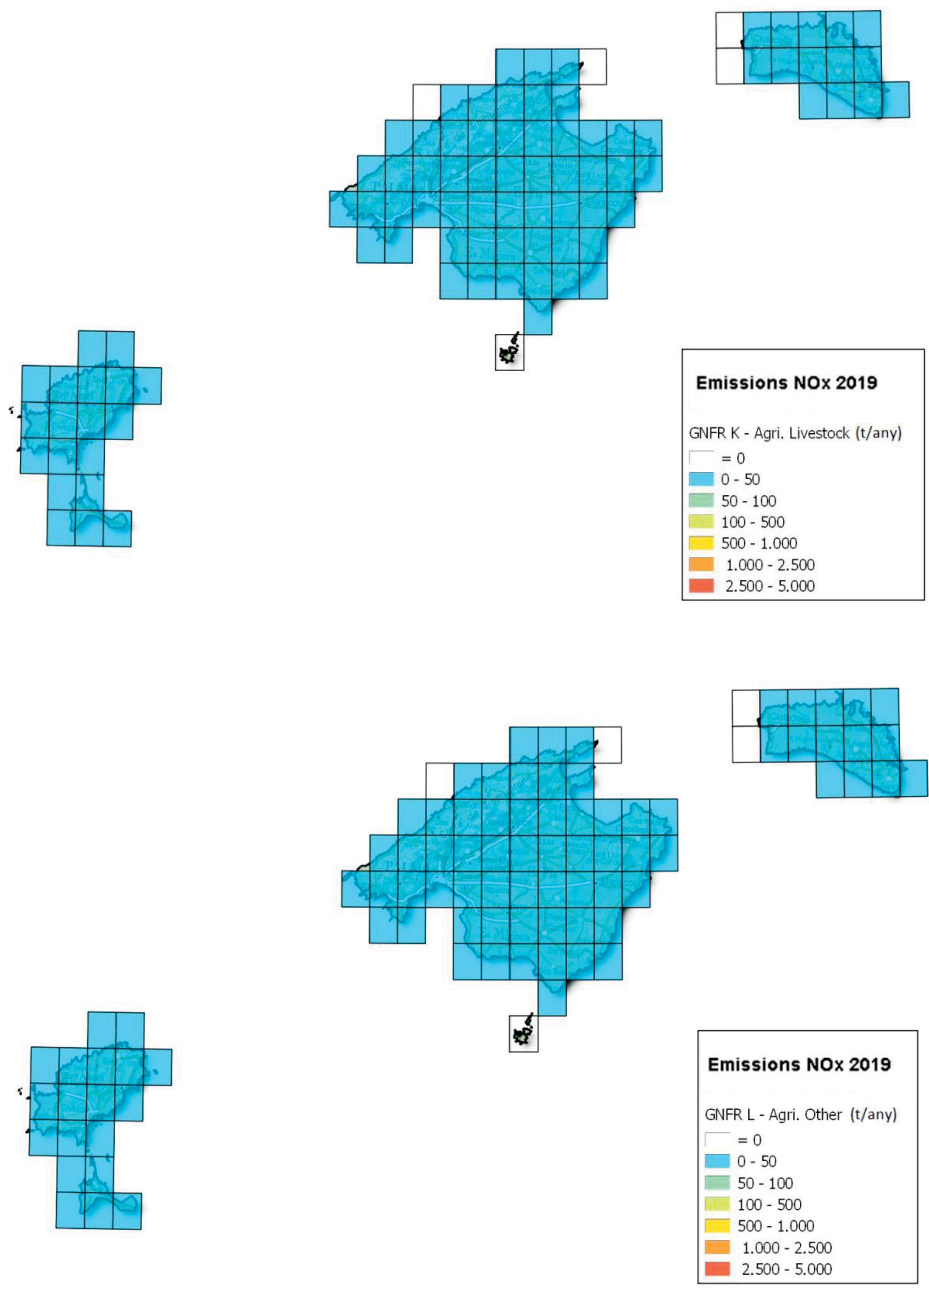 Emissions NOx 2019
GNFR K - Agri. Livestock (t/any)
= 0
0 - 50
50 - 100
100 - 500
500 - 1.000
1.000 - 2.500
2.500 - 5.000
Emissions NOx 2019
GNFR L - Agri. Other (t/any)
= 0
0 - 50
50 - 100
100 - 500
500 - 1.000
1.000 - 2.500
2.500 - 5.000